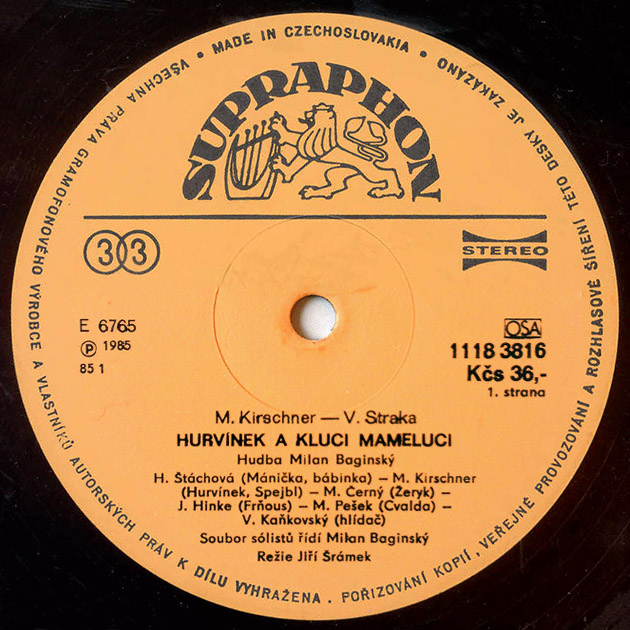 MADE IN CZECHOSLOVAKIA • VŠECHNA PRÁVA GRAMOFONOVÉHO VÝROBCE A VLASTNÍKŮ AUTORSKÝCH PRÁV K DÍLU VYHRAŽENA. POŘIZOVÁNÍ KOPIÍ, VEŘEJNÉ PROVOZOVÁNÍ A ROZHLASOVÉ ŠÍŘENÍ TÉTO DESKY JE ZAKÁZÁNO •
SUPRAPHON
33
STEREO
E 6765
Ⓟ 1985
85 1
OSA
1118 3816
Kčs 36,-
1. strana
M. Kirschner — V. Straka
HURVÍNEK A KLUCI MAMELUCI
Hudba Milan Baginský
H. Štáchová (Mánička, bábinka) – M. Kirschner
(Hurvínek, Spejbl) – M. Černý (Žeryk) –
J. Hinke (Frňous) – M. Pešek (Cvalda) –
V. Kaňkovský (hlídač)
Soubor sólistů řídí Milan Baginský
Režie Jiří Šrámek